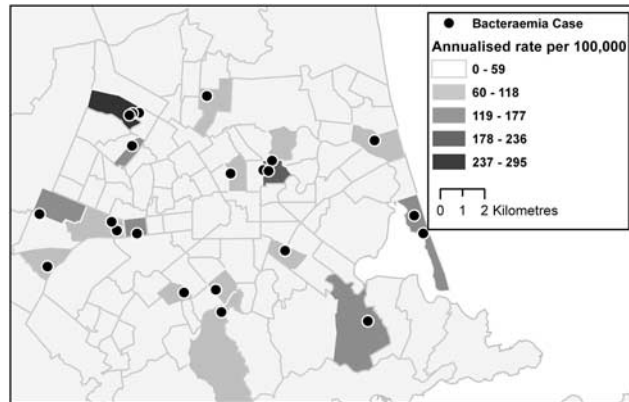 Bacteraemia Case
Annualised rate per 100,000
0 - 59
60 - 118
119 - 177
178 - 236
237 - 295
0 1 2 Kilometres